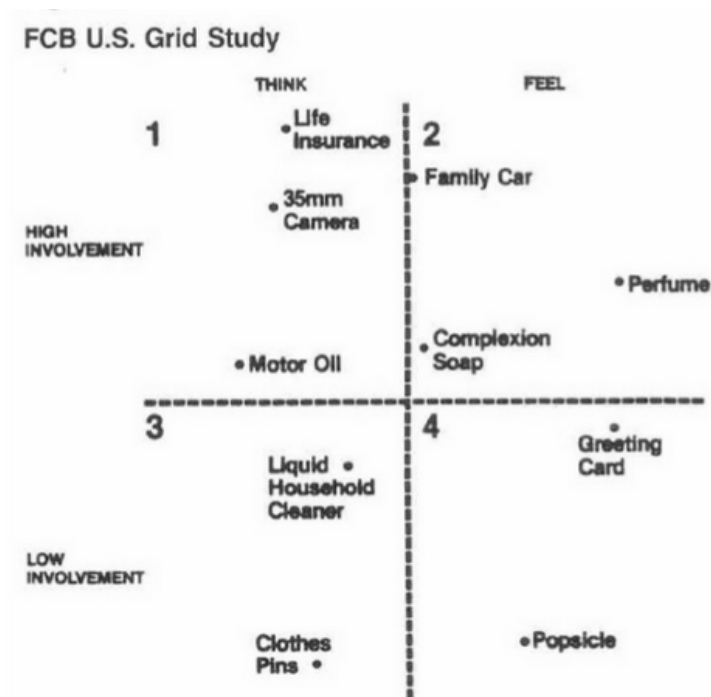 FCB U.S. Grid Study
THINK
FEEL
1
Life
Insurance
2
Family Car
35mm
Camera
HIGH
INVOLVEMENT
Perfume
Complexion
Soap
Motor Oil
3
4
Greeting
Card
Liquid
Household
Cleaner
LOW
INVOLVEMENT
Clothes
Pins
Popsicle